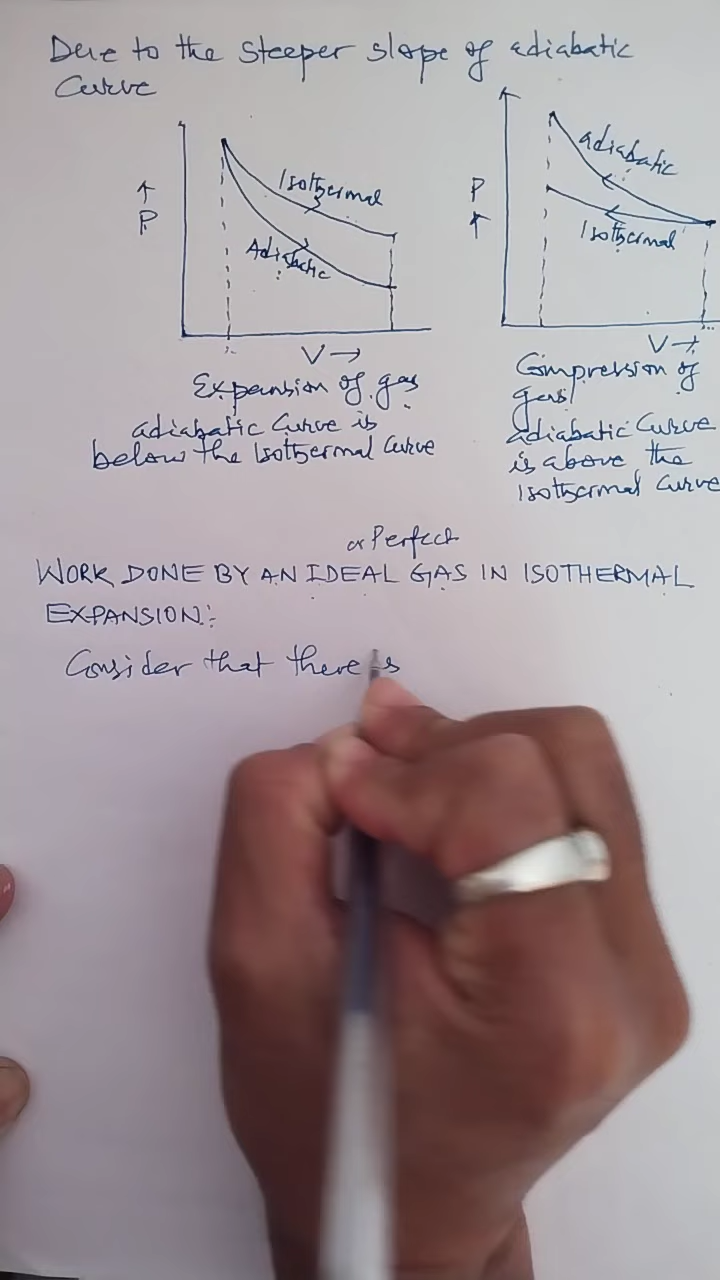 Due to the steeper slope of adiabatic
Curve
Isothermal
Adiabatic
P
V →
Expansion of gas
adiabatic Curve is
below the Isothermal Curve
adiabatic
Isothermal
P
V →
Compression of
gas
adiabatic Curve
is above the
Isothermal Curve
or Perfect
WORK DONE BY AN IDEAL GAS IN ISOTHERMAL
EXPANSION:
Consider that there is